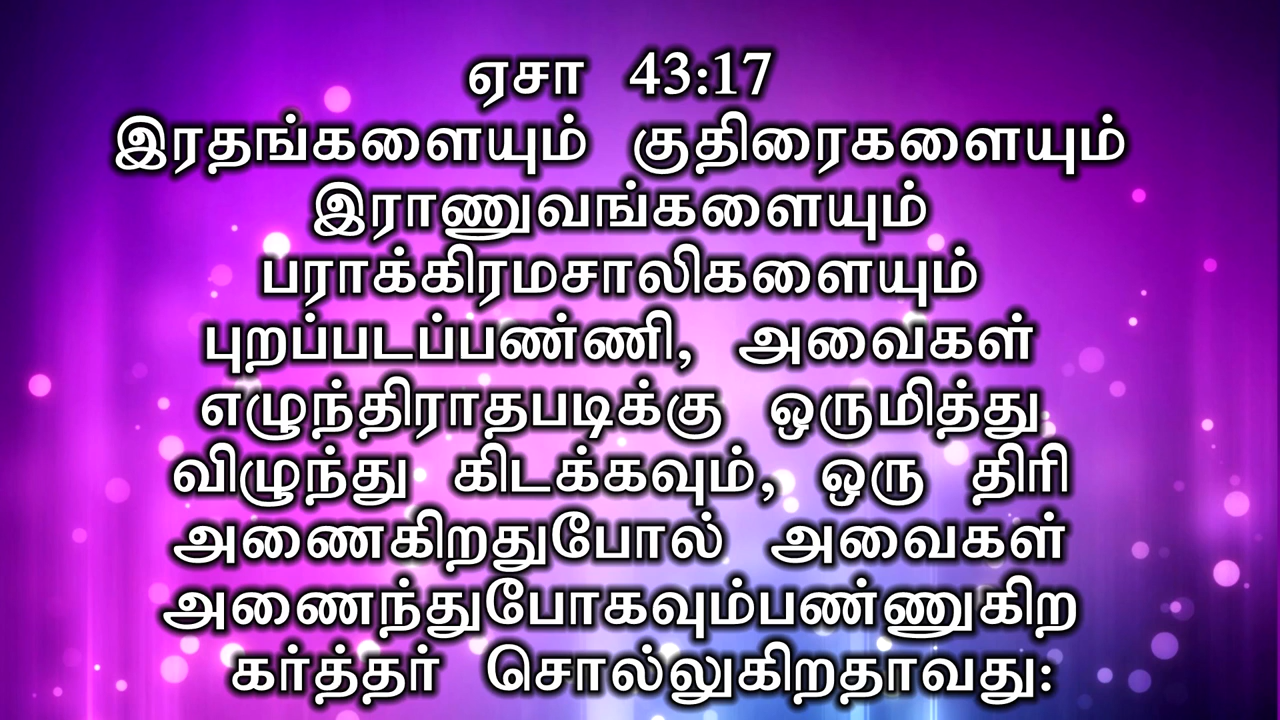 ஏசா 43:17
இரதங்களையும் குதிரைகளையும்
இராணுவங்களையும்
பராக்கிரமசாலிகளையும்
புறப்படப்பண்ணி, அவைகள்
எழுந்திராதபடிக்கு ஒருமித்து
விழுந்து கிடக்கவும், ஒரு திரி
அணைகிறதுபோல் அவைகள்
அணைந்துபோகவும்பண்ணுகிற
கர்த்தர் சொல்லுகிறதாவது: